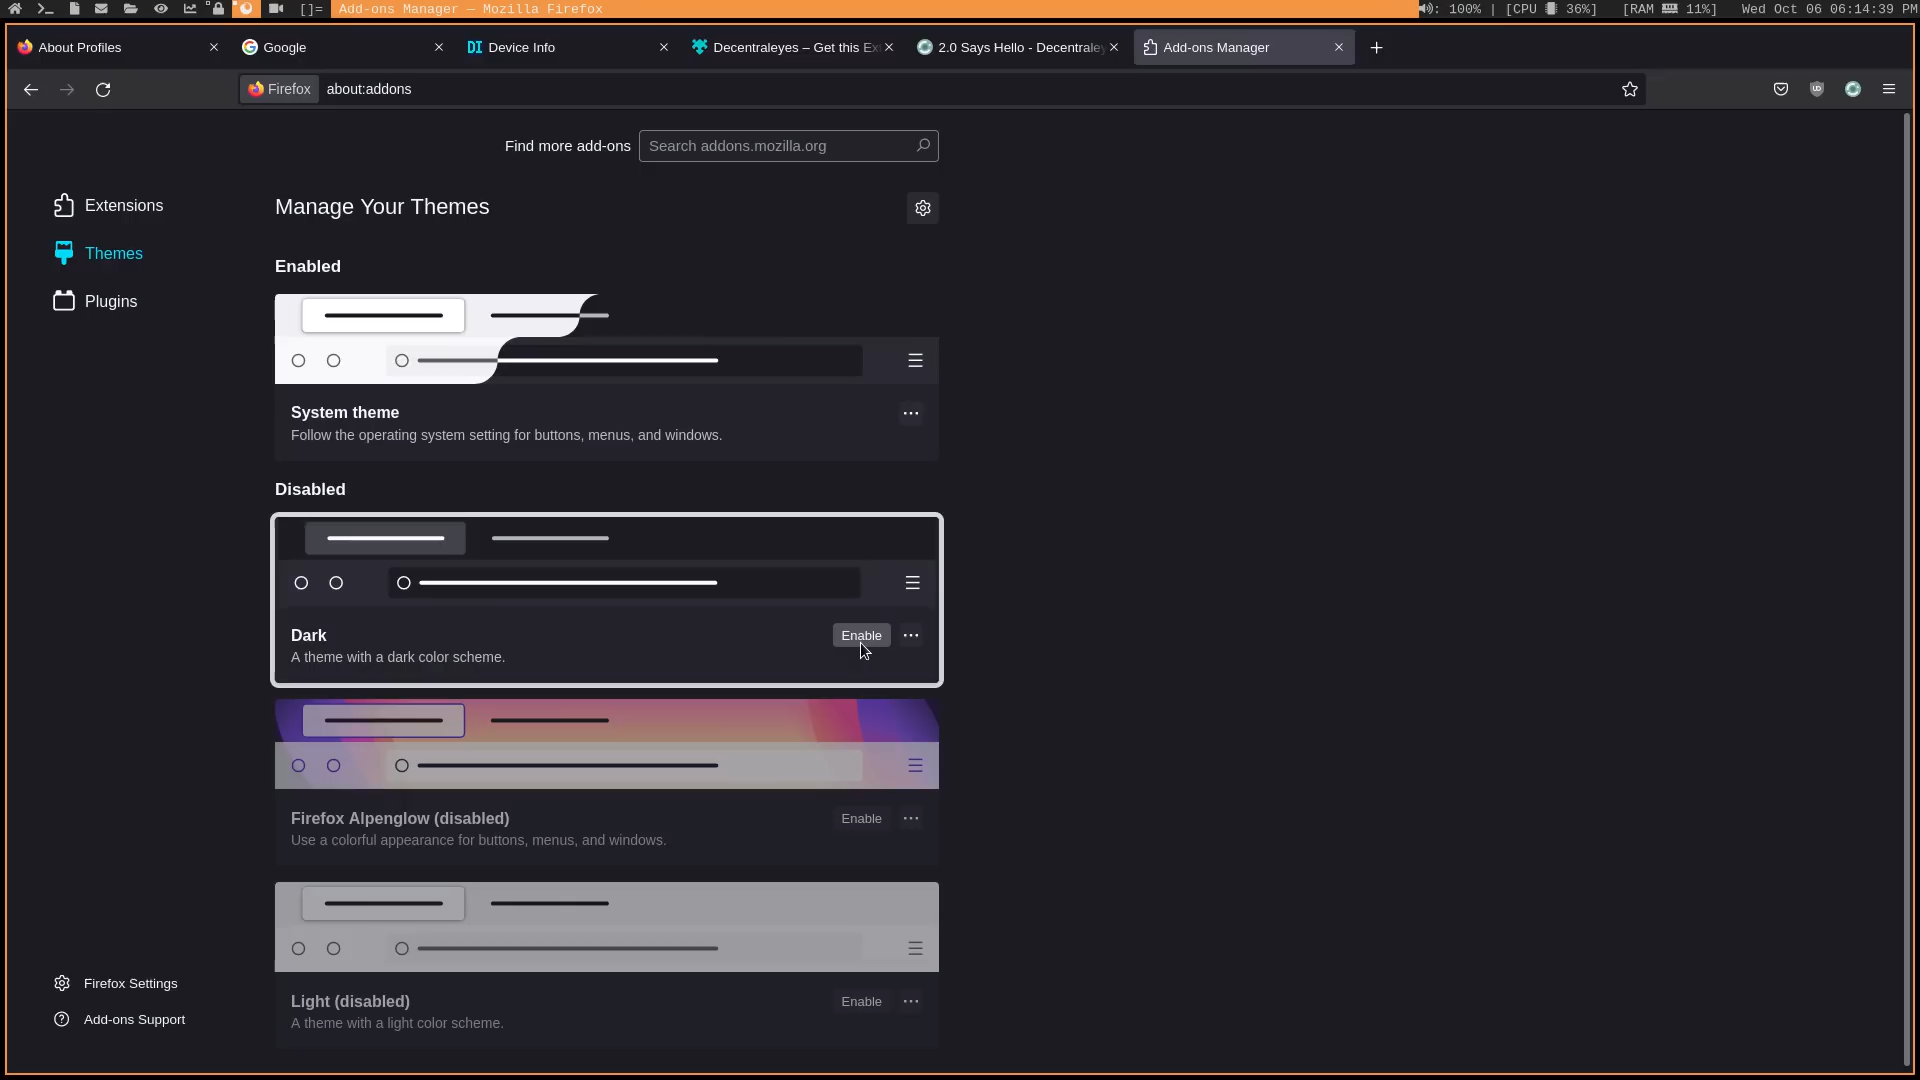 []= Add-ons Manager — Mozilla Firefox : 100% | [CPU 36%] [RAM 11%] Wed Oct 06 06:14:39 PM
About Profiles Google DI Device Info Decentraleyes – Get this Ex 2.0 Says Hello - Decentraley Add-ons Manager
Firefox about:addons
Find more add-ons Search addons.mozilla.org
Extensions
Themes
Plugins
Manage Your Themes
Enabled
System theme
Follow the operating system setting for buttons, menus, and windows.
Disabled
Dark Enable
A theme with a dark color scheme.
Firefox Alpenglow (disabled) Enable
Use a colorful appearance for buttons, menus, and windows.
Light (disabled) Enable
A theme with a light color scheme.
Firefox Settings
Add-ons Support